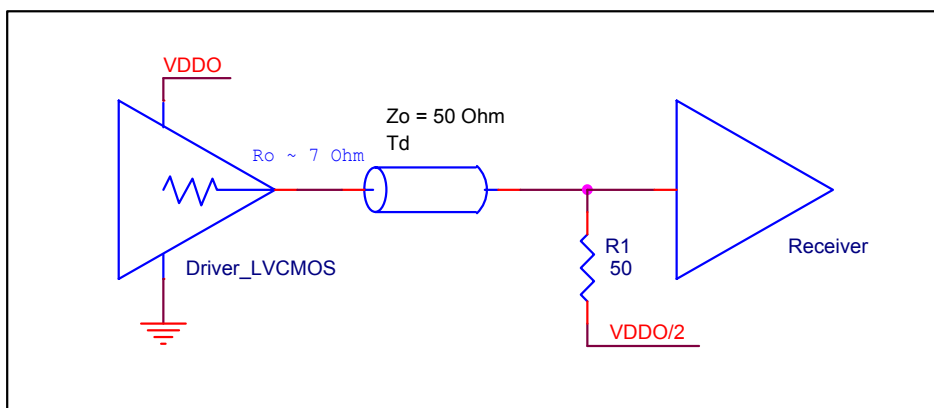 VDDO
Zo = 50 Ohm
Td
Ro ~ 7 Ohm
Driver_LVCMOS
R1
50
Receiver
VDDO/2